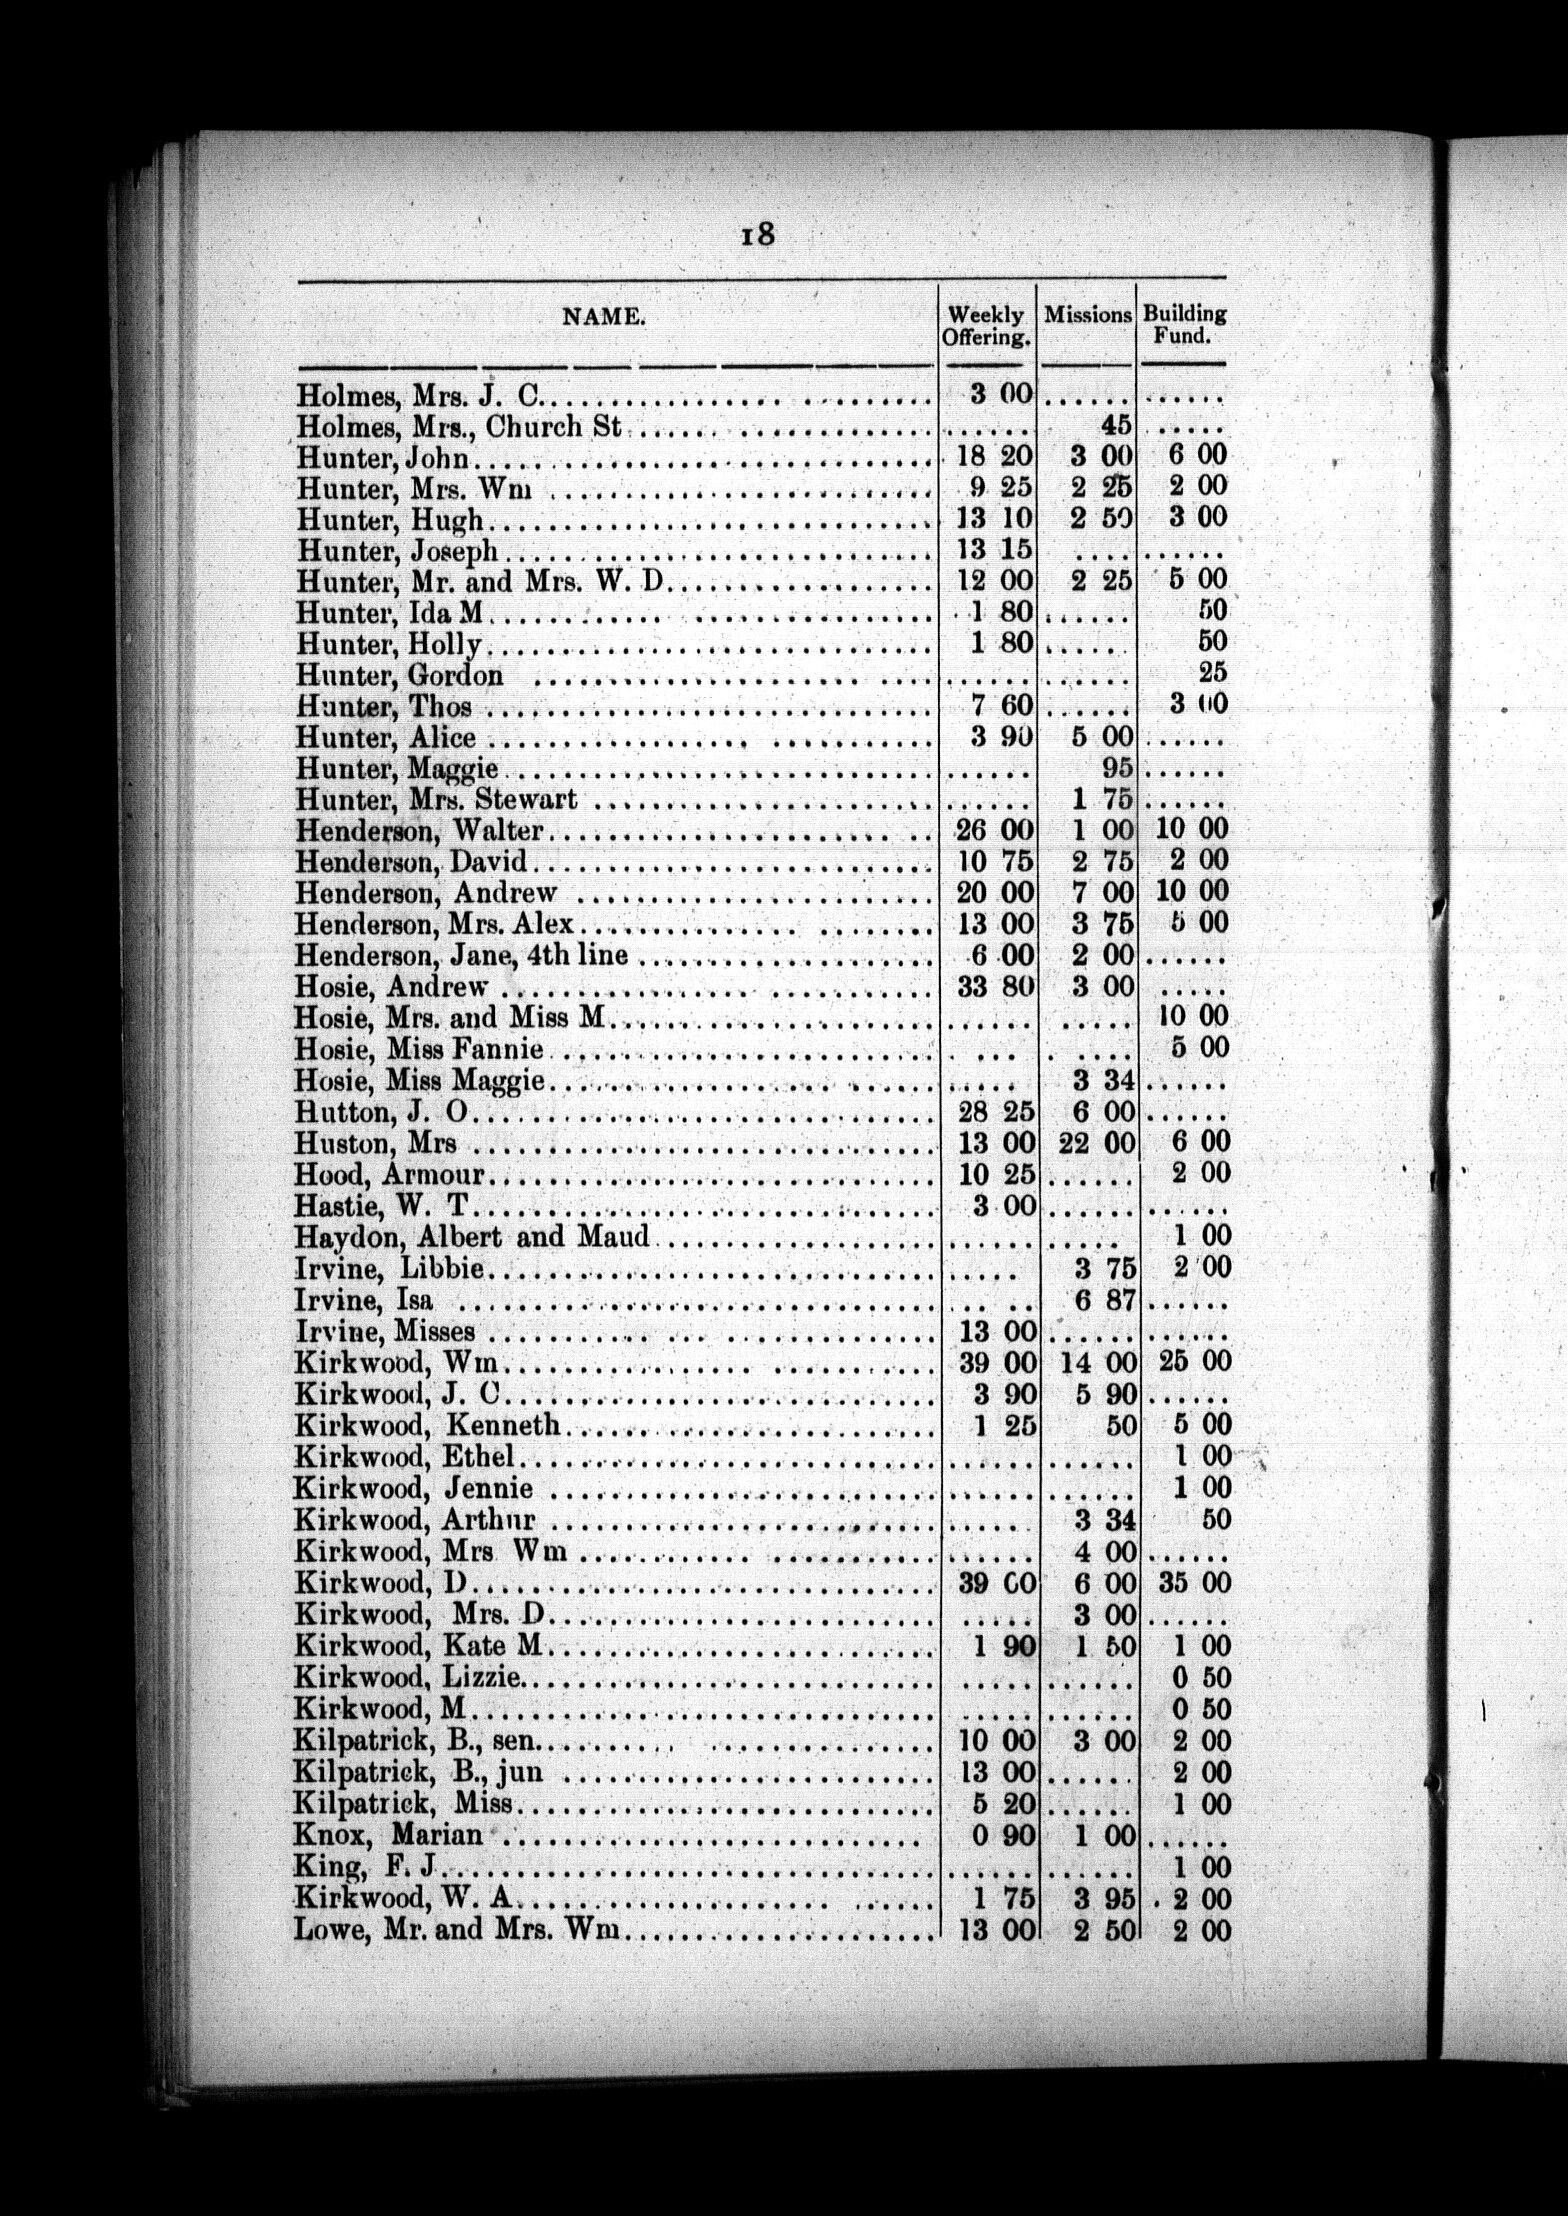 18
NAME. Weekly Offering. Missions Building Fund.
Holmes, Mrs. J. C. 3 00
Holmes, Mrs., Church St 45
Hunter, John 18 20 3 00 6 00
Hunter, Mrs. Wm 9 25 2 25 2 00
Hunter, Hugh 13 10 2 50 3 00
Hunter, Joseph 13 15
Hunter, Mr. and Mrs. W. D. 12 00 2 25 5 00
Hunter, Ida M. 1 80 50
Hunter, Holly 1 80 50
Hunter, Gordon 25
Hunter, Thos 7 60 3 00
Hunter, Alice 3 90 5 00
Hunter, Maggie 95
Hunter, Mrs. Stewart 1 75
Henderson, Walter 26 00 1 00 10 00
Henderson, David 10 75 2 75 2 00
Henderson, Andrew 20 00 7 00 10 00
Henderson, Mrs. Alex 13 00 3 75 5 00
Henderson, Jane, 4th line 6 00 2 00
Hosie, Andrew 33 80 3 00
Hosie, Mrs. and Miss M. 10 00
Hosie, Miss Fannie 5 00
Hosie, Miss Maggie 3 34
Hutton, J. O. 28 25 6 00
Huston, Mrs 13 00 22 00 6 00
Hood, Armour 10 25 2 00
Hastie, W. T. 3 00
Haydon, Albert and Maud 1 00
Irvine, Libbie 3 75 2 00
Irvine, Isa 6 87
Irvine, Misses 13 00
Kirkwood, Wm 39 00 14 00 25 00
Kirkwood, J. C. 3 90 5 90
Kirkwood, Kenneth 1 25 50 5 00
Kirkwood, Ethel 1 00
Kirkwood, Jennie 1 00
Kirkwood, Arthur 3 34 50
Kirkwood, Mrs Wm 4 00
Kirkwood, D. 39 00 6 00 35 00
Kirkwood, Mrs. D. 3 00
Kirkwood, Kate M. 1 90 1 50 1 00
Kirkwood, Lizzie 0 50
Kirkwood, M. 0 50
Kilpatrick, B., sen. 10 00 3 00 2 00
Kilpatrick, B., jun 13 00 2 00
Kilpatrick, Miss 5 20 1 00
Knox, Marian 0 90 1 00
King, F. J. 1 00
Kirkwood, W. A. 1 75 3 95 2 00
Lowe, Mr. and Mrs. Wm 13 00 2 50 2 00